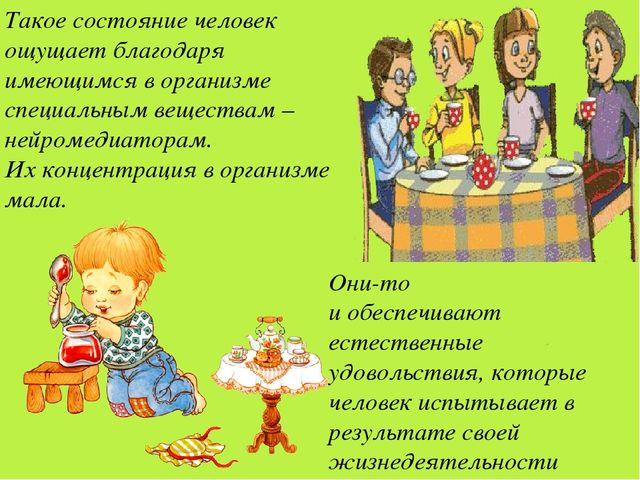 Такое состояние человек
ощущает благодаря
имеющимся в организме
специальным веществам –
нейромедиаторам.
Их концентрация в организме
мала.
Они-то
и обеспечивают
естественные
удовольствия, которые
человек испытывает в
результате своей
жизнедеятельности